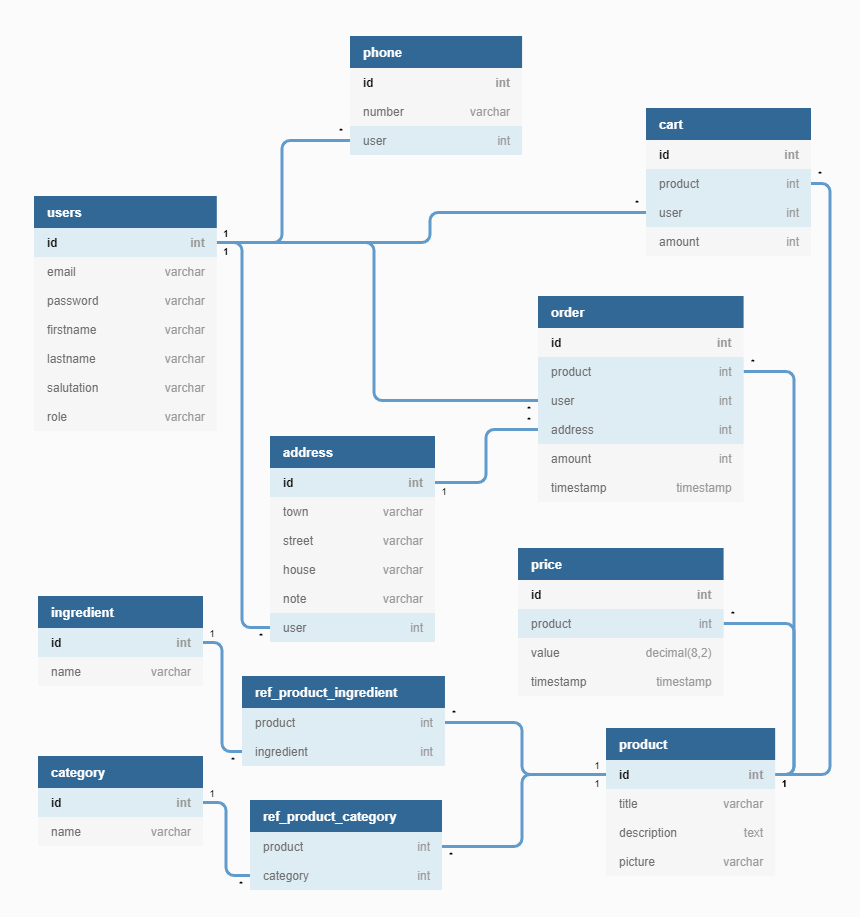 phone
id int
number varchar
* user int
cart
id int
* product int
* user int
amount int
users
id int 1
1
email varchar
password varchar
firstname varchar
lastname varchar
salutation varchar
role varchar
order
id int
product int *
user int
*
*
address int
amount int
timestamp timestamp
address
id int
1
town varchar
street varchar
house varchar
note varchar
user int
*
price
id int
product int *
value decimal(8,2)
timestamp timestamp
ingredient
id int 1
name varchar
ref_product_ingredient
product int *
ingredient int
*
category
id int 1
name varchar
ref_product_category
product int
*
category int
*
product
1
id int
1 1
title varchar
description text
picture varchar